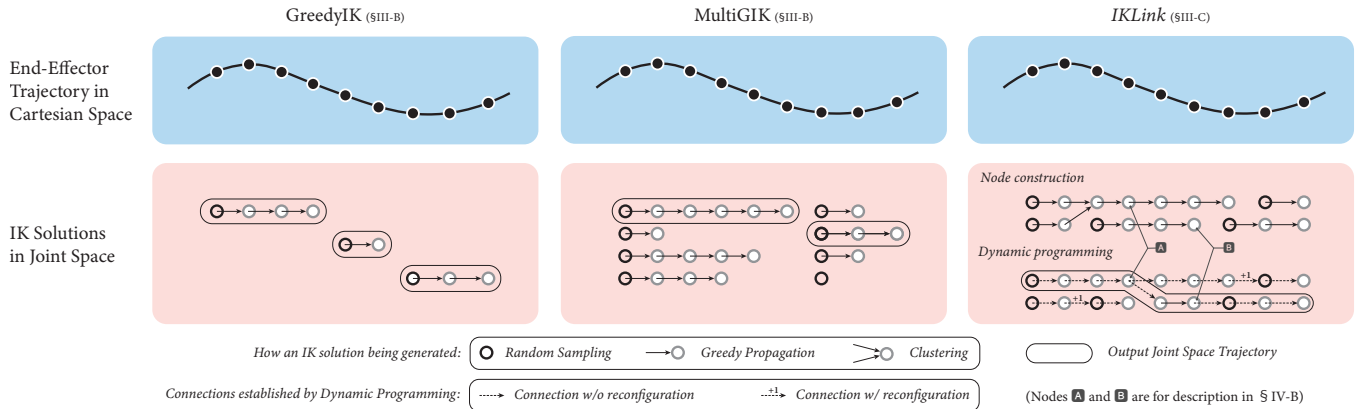 GreedyIK (§III-B)
MultiGIK (§III-B)
IKLink (§III-C)
End-Effector
Trajectory in
Cartesian Space
IK Solutions
in Joint Space
Node construction
A
B
Dynamic programming
+1
+1
How an IK solution being generated:
Random Sampling
Greedy Propagation
Clustering
Output Joint Space Trajectory
Connections established by Dynamic Programming:
Connection w/o reconfiguration
+1
Connection w/ reconfiguration
(Nodes A and B are for description in § IV-B)